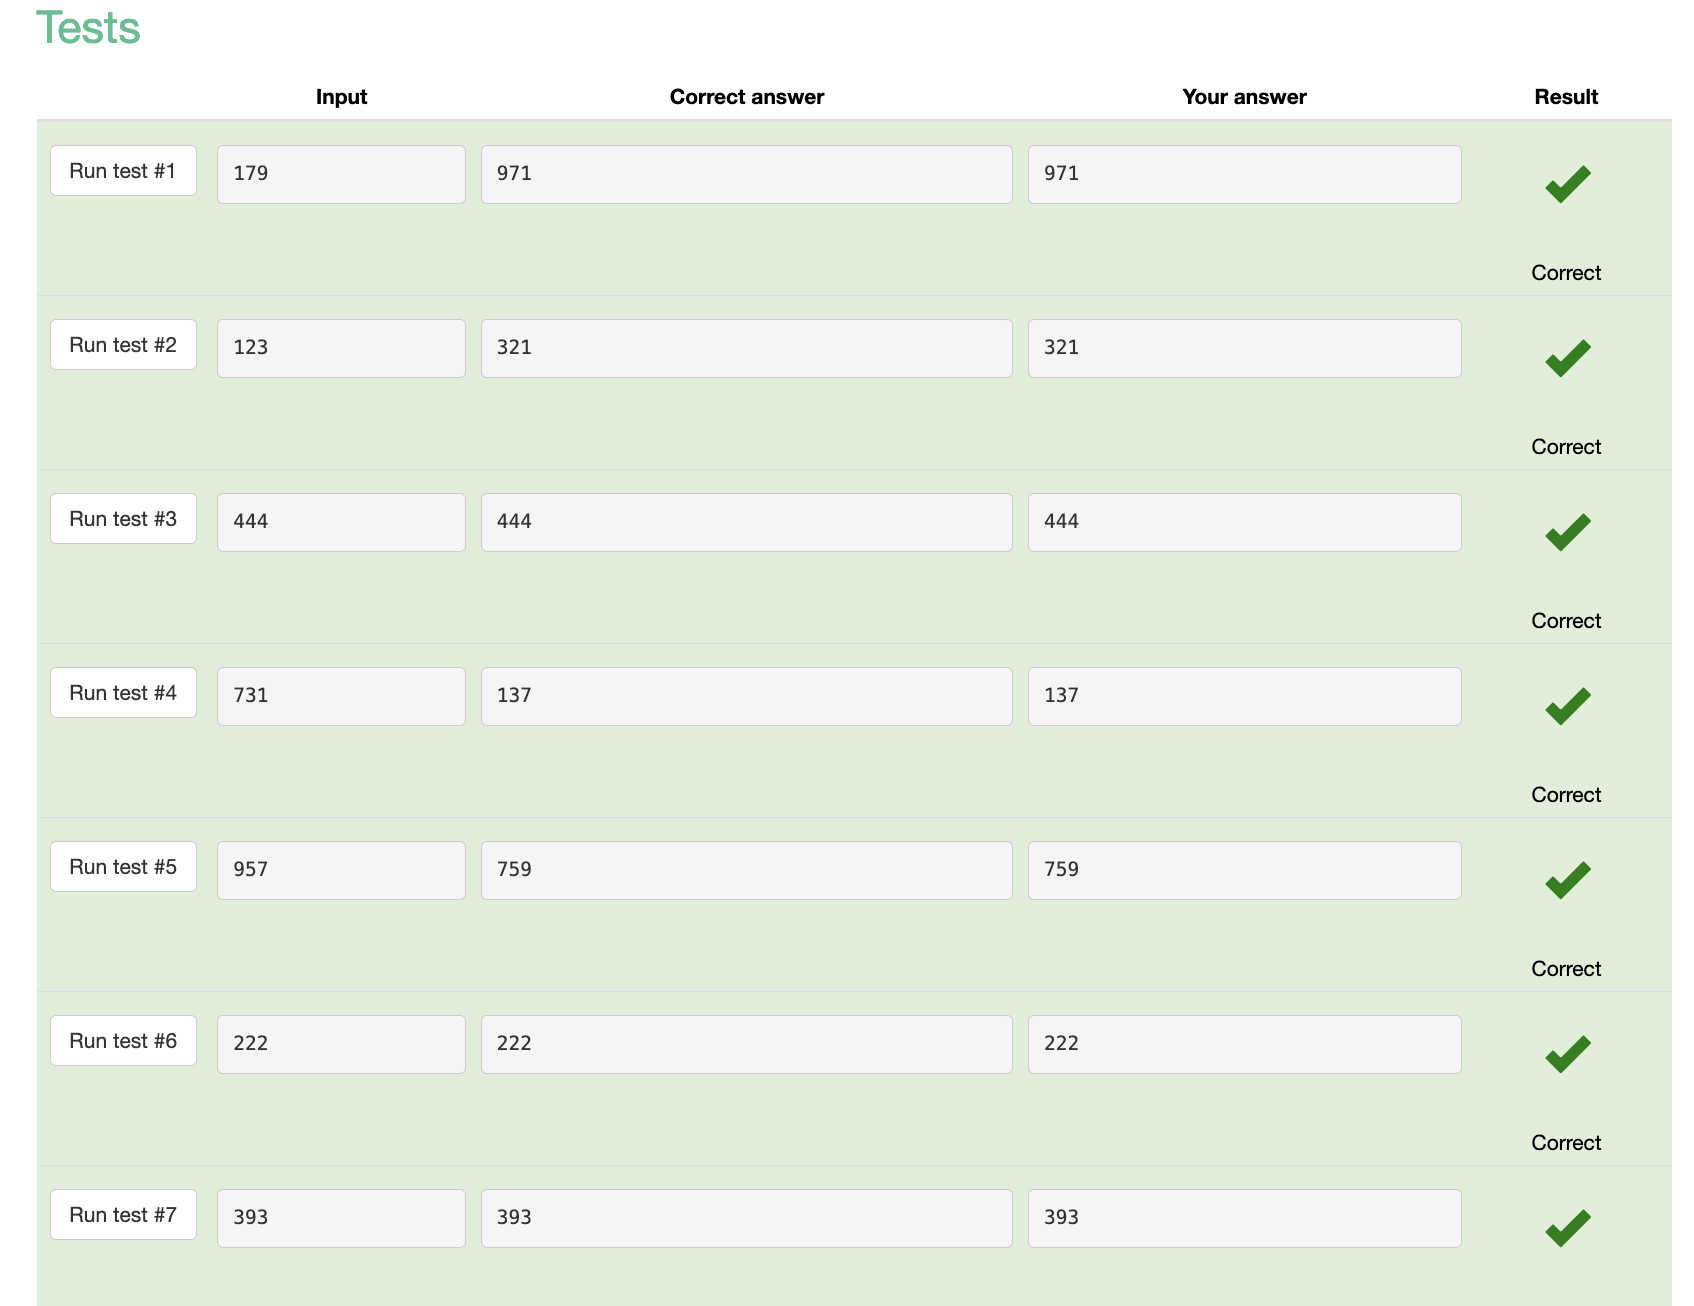 Tests
Input Correct answer Your answer Result
Run test #1 179 971 971
Correct
Run test #2 123 321 321
Correct
Run test #3 444 444 444
Correct
Run test #4 731 137 137
Correct
Run test #5 957 759 759
Correct
Run test #6 222 222 222
Correct
Run test #7 393 393 393